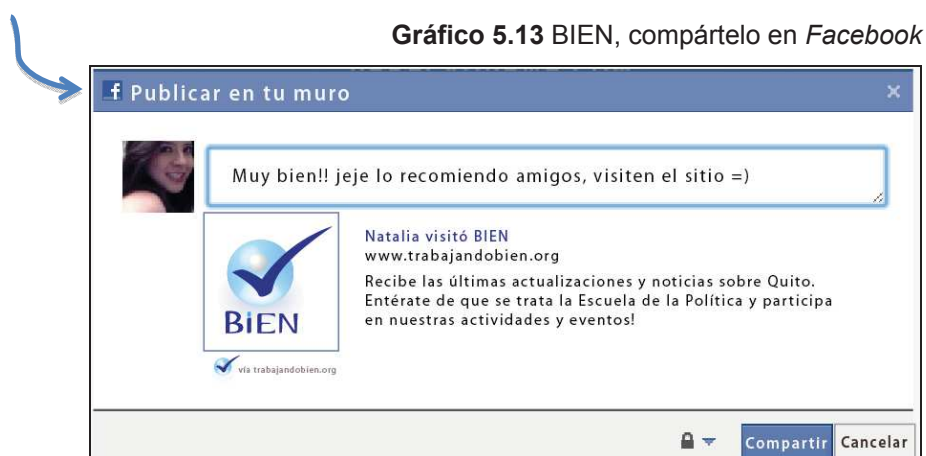 Gráfico 5.13 BIEN, compártelo en Facebook
f Publicar en tu muro
Muy bien!! jeje lo recomiendo amigos, visiten el sitio =)
Natalia visitó BIEN
www.trabajandobien.org
Recibe las últimas actualizaciones y noticias sobre Quito.
Entérate de que se trata la Escuela de la Política y participa
en nuestras actividades y eventos!
BiEN
vía trabajandobien.org
Compartir Cancelar